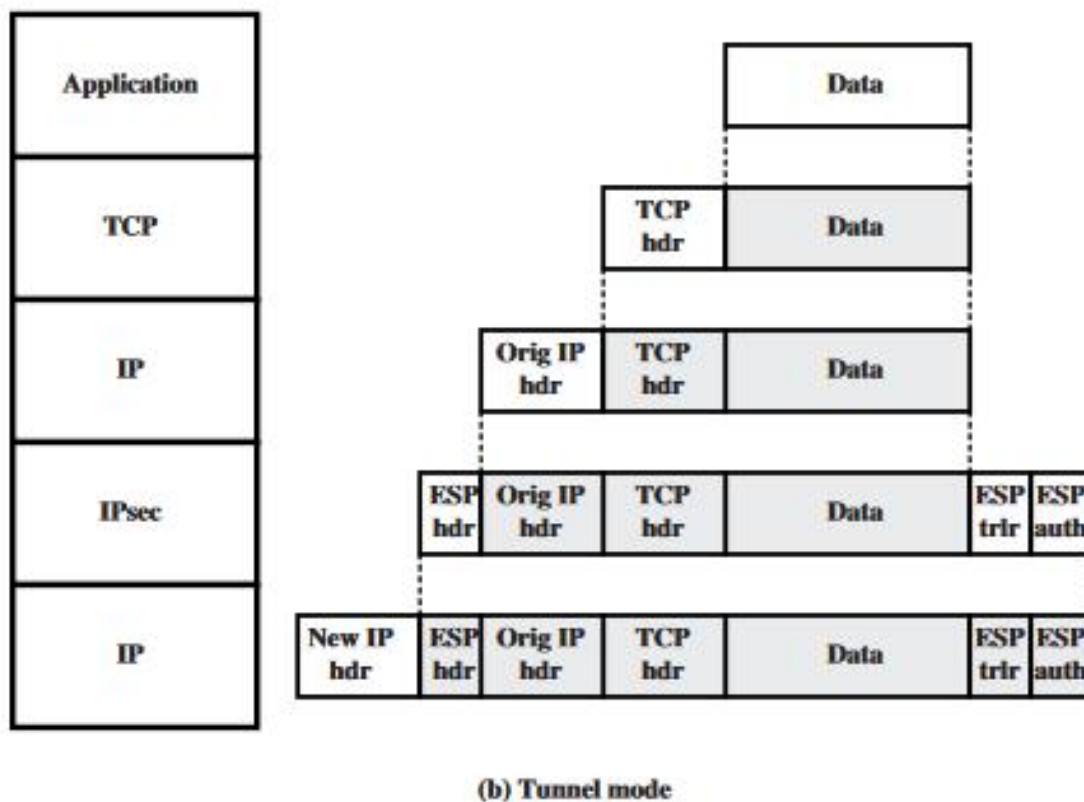 Application
Data
TCP
TCP
hdr
Data
IP
Orig IP
hdr
TCP
hdr
Data
IPsec
ESP
hdr
Orig IP
hdr
TCP
hdr
Data
ESP
trlr
ESP
auth
IP
New IP
hdr
ESP
hdr
Orig IP
hdr
TCP
hdr
Data
ESP
trlr
ESP
auth
(b) Tunnel mode